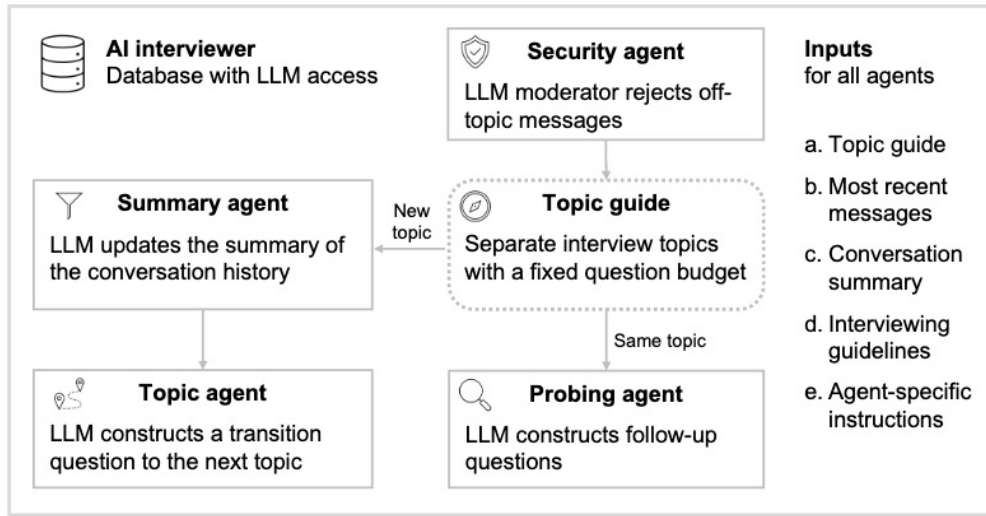 AI interviewer
Database with LLM access
Security agent
LLM moderator rejects off-
topic messages
Inputs
for all agents
a. Topic guide
b. Most recent
messages
c. Conversation
summary
d. Interviewing
guidelines
e. Agent-specific
instructions
Summary agent
LLM updates the summary of
the conversation history
New
topic
Topic guide
Separate interview topics
with a fixed question budget
Same topic
Topic agent
LLM constructs a transition
question to the next topic
Probing agent
LLM constructs follow-up
questions